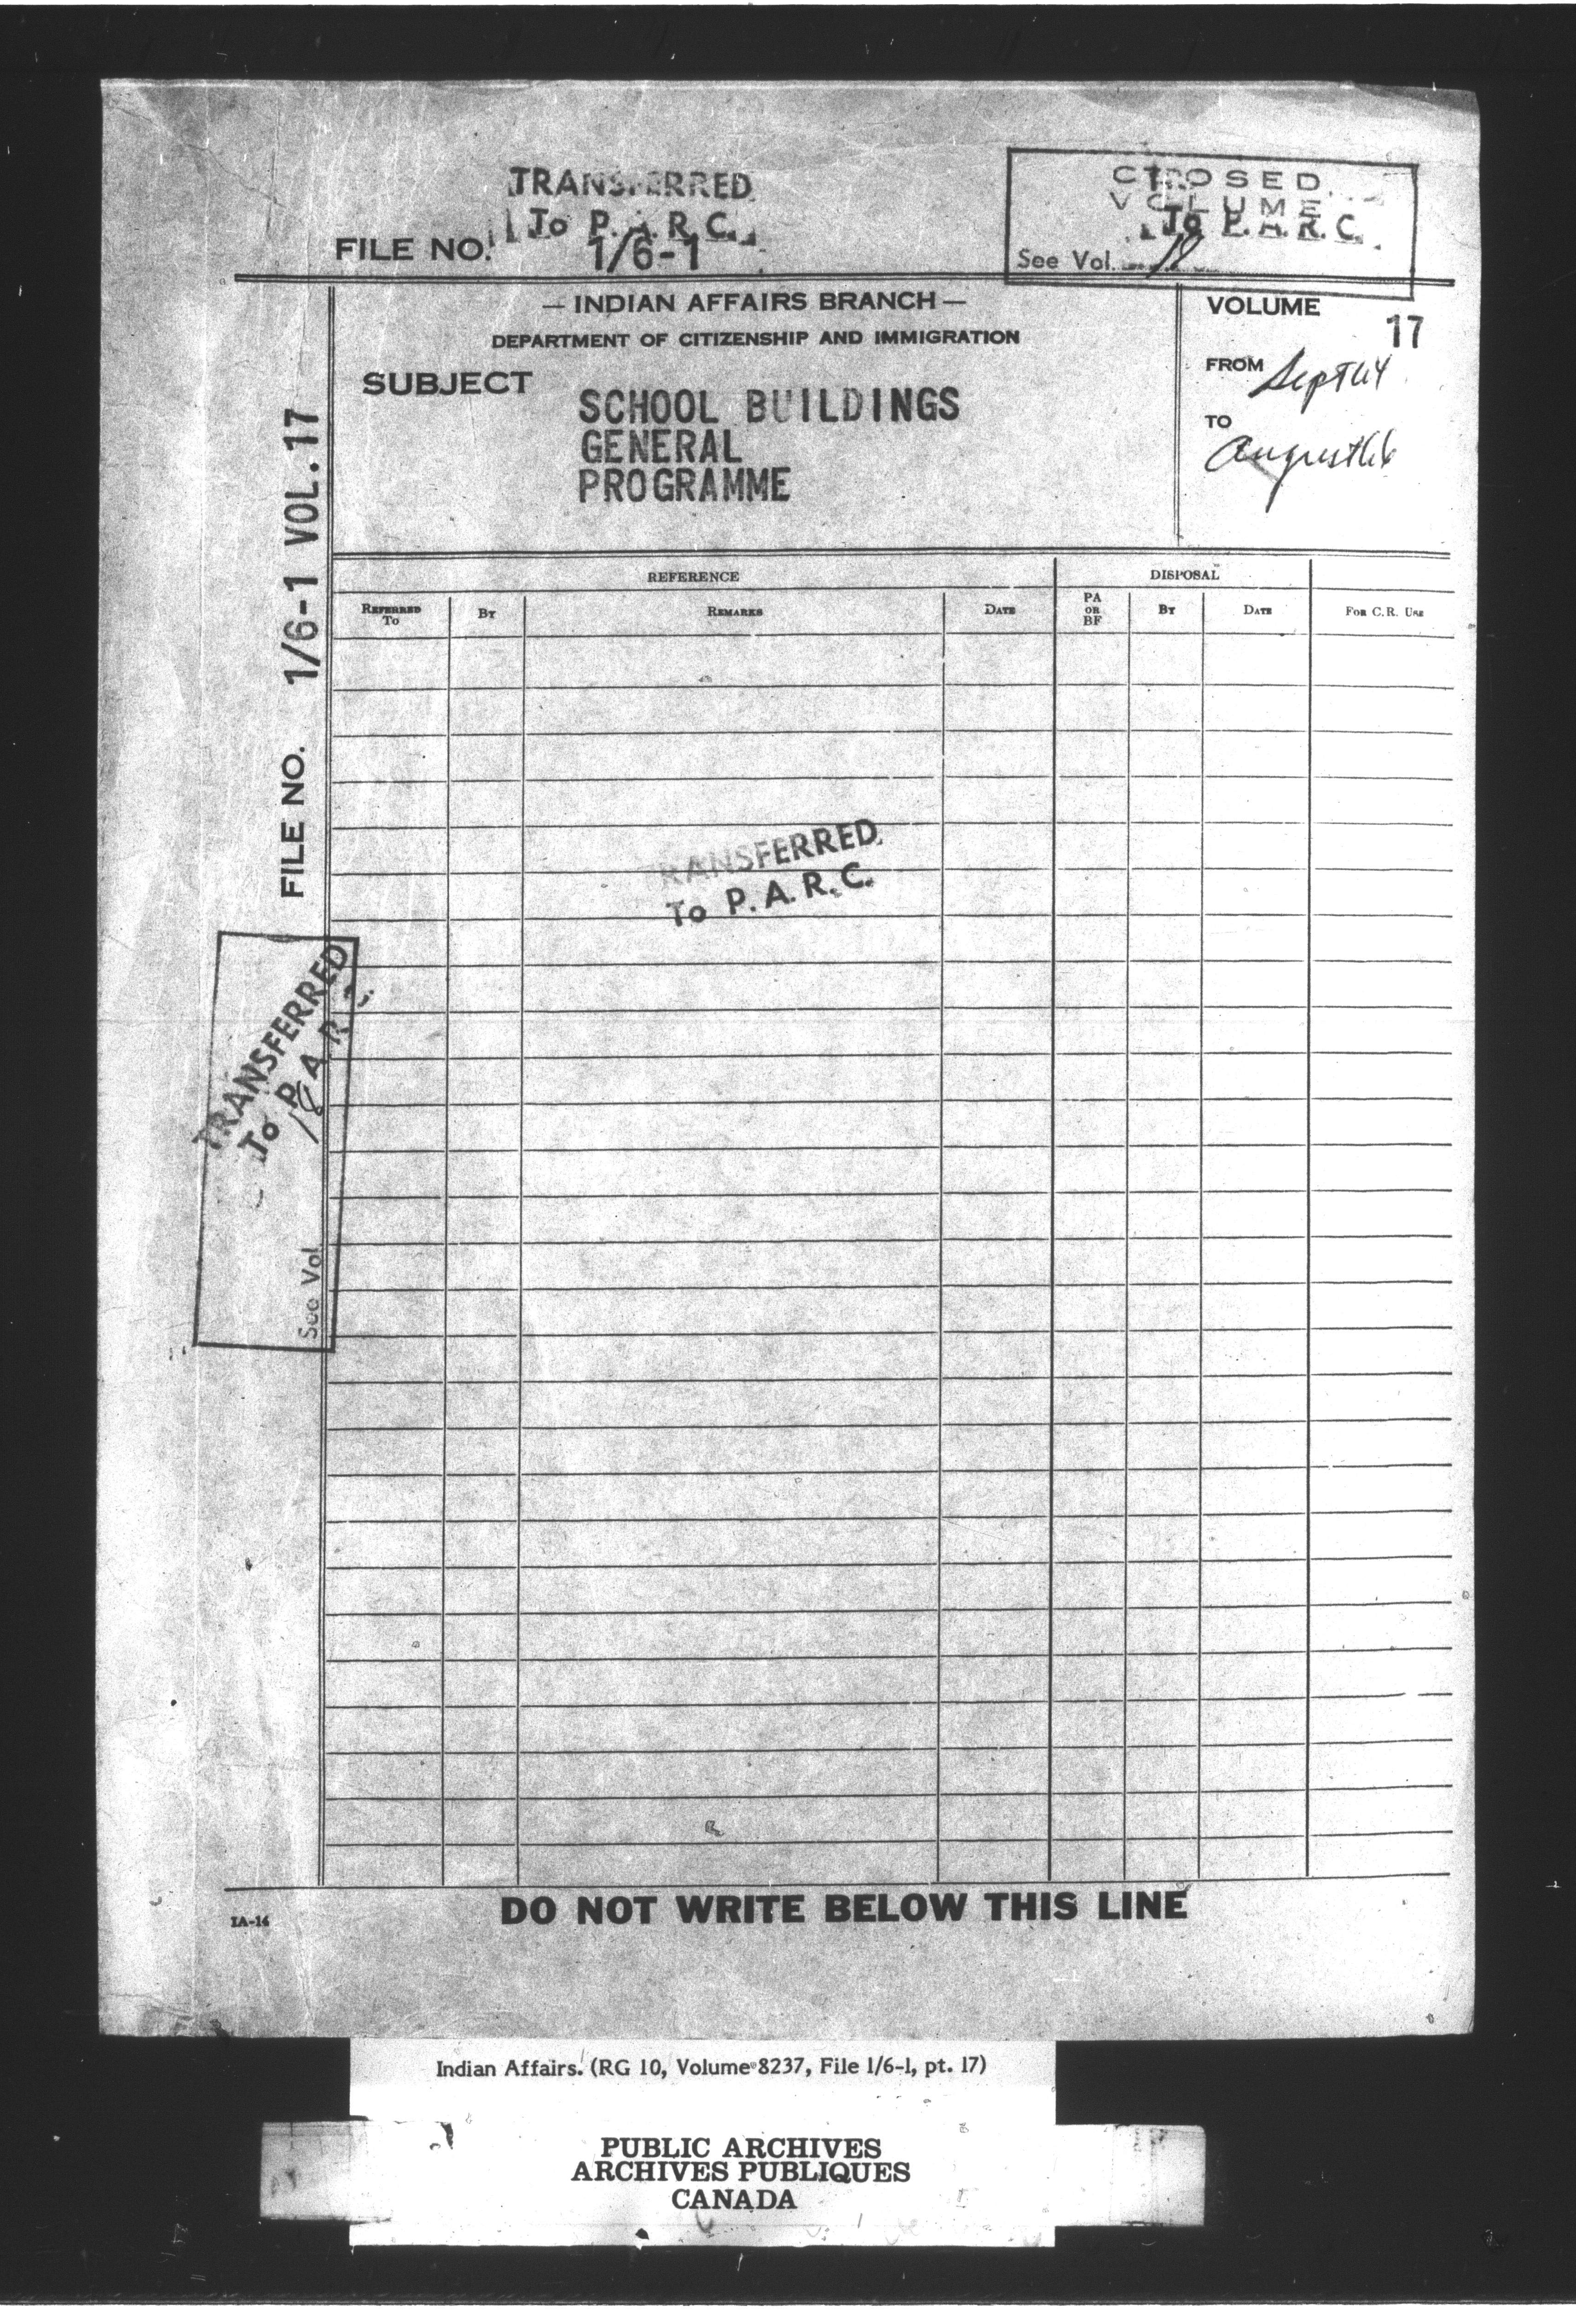 TRANSFERRED
To P. A. R. C.
FILE NO. 1/6-1
CLOSED
VOLUME
To P. A. R. C.
See Vol. 18
— INDIAN AFFAIRS BRANCH —
DEPARTMENT OF CITIZENSHIP AND IMMIGRATION
SUBJECT
SCHOOL BUILDINGS
GENERAL
PROGRAMME
VOLUME
17
FROM Sept 64
TO
August 66
FILE NO. 1/6-1 VOL. 17
REFERENCE
DISPOSAL
REFERRED
TO
BY
REMARKS
DATE
PA
OR
BF
BY
DATE
FOR C.R. USE
TRANSFERRED
To P. A. R. C.
TRANSFERRED
To P A R C
See Vol 18
IA-14
DO NOT WRITE BELOW THIS LINE
Indian Affairs. (RG 10, Volume 8237, File 1/6-1, pt. 17)
PUBLIC ARCHIVES
ARCHIVES PUBLIQUES
CANADA